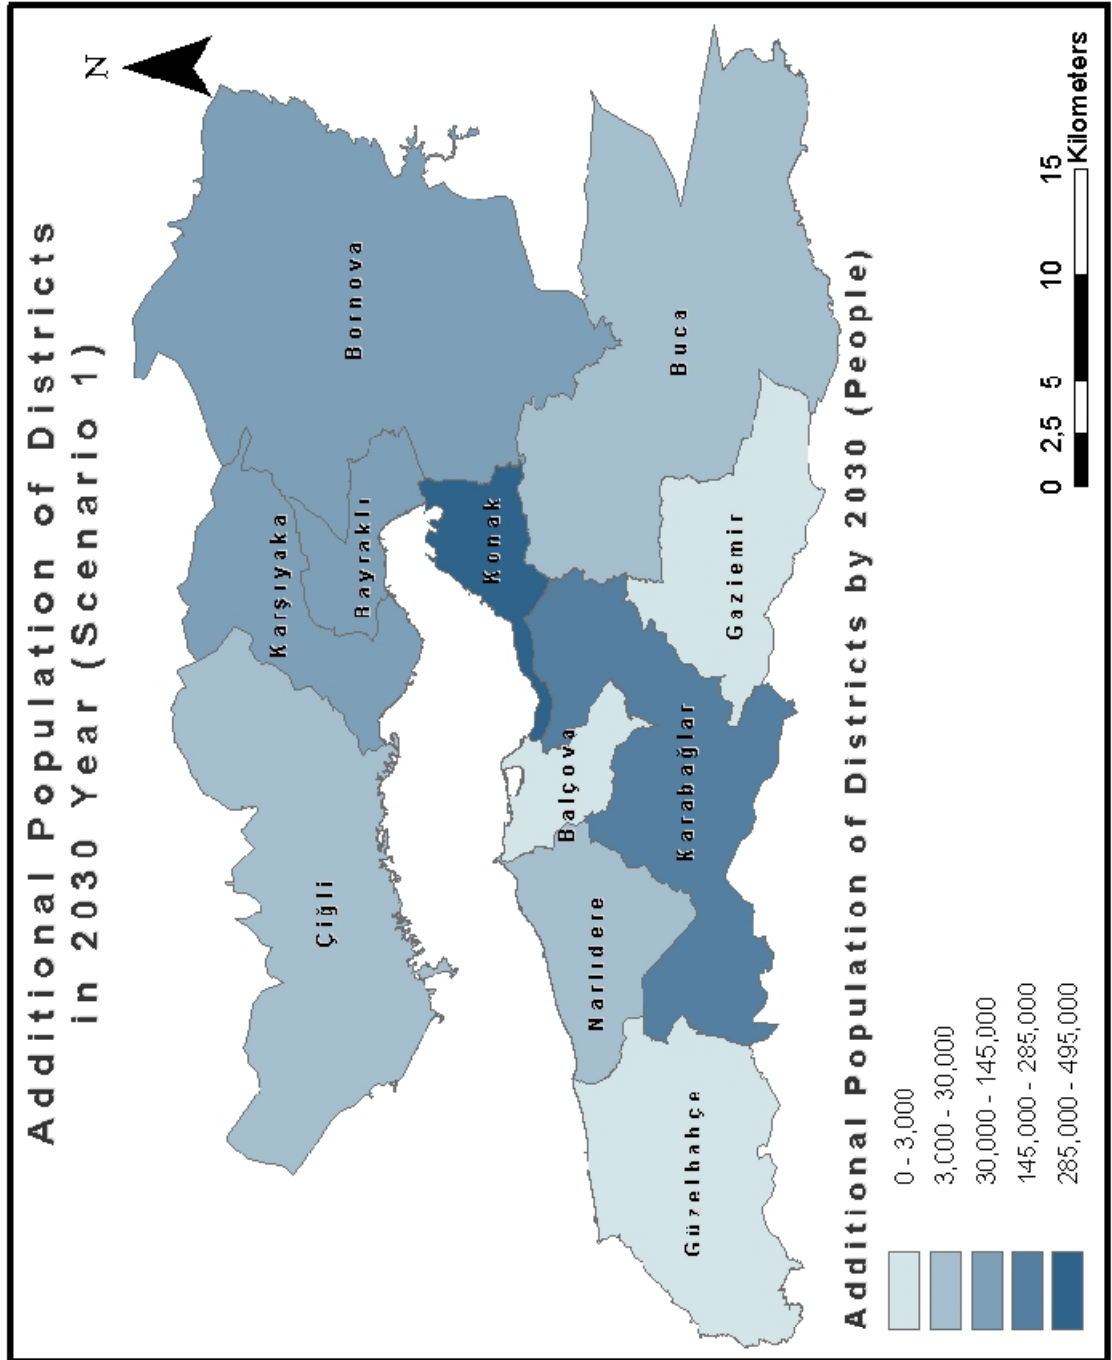 Additional Population of Districts
in 2030 Year (Scenario 1)
N
Bornova
Karşıyaka
Bayraklı
Çiğli
Konak
Buca
Balçova
Gaziemir
Narlıdere
Karabağlar
Güzelbahçe
Additional Population of Districts by 2030 (People)
0 - 3,000
3,000 - 30,000
30,000 - 145,000
145,000 - 285,000
285,000 - 495,000
0 2,5 5 10 15
Kilometers